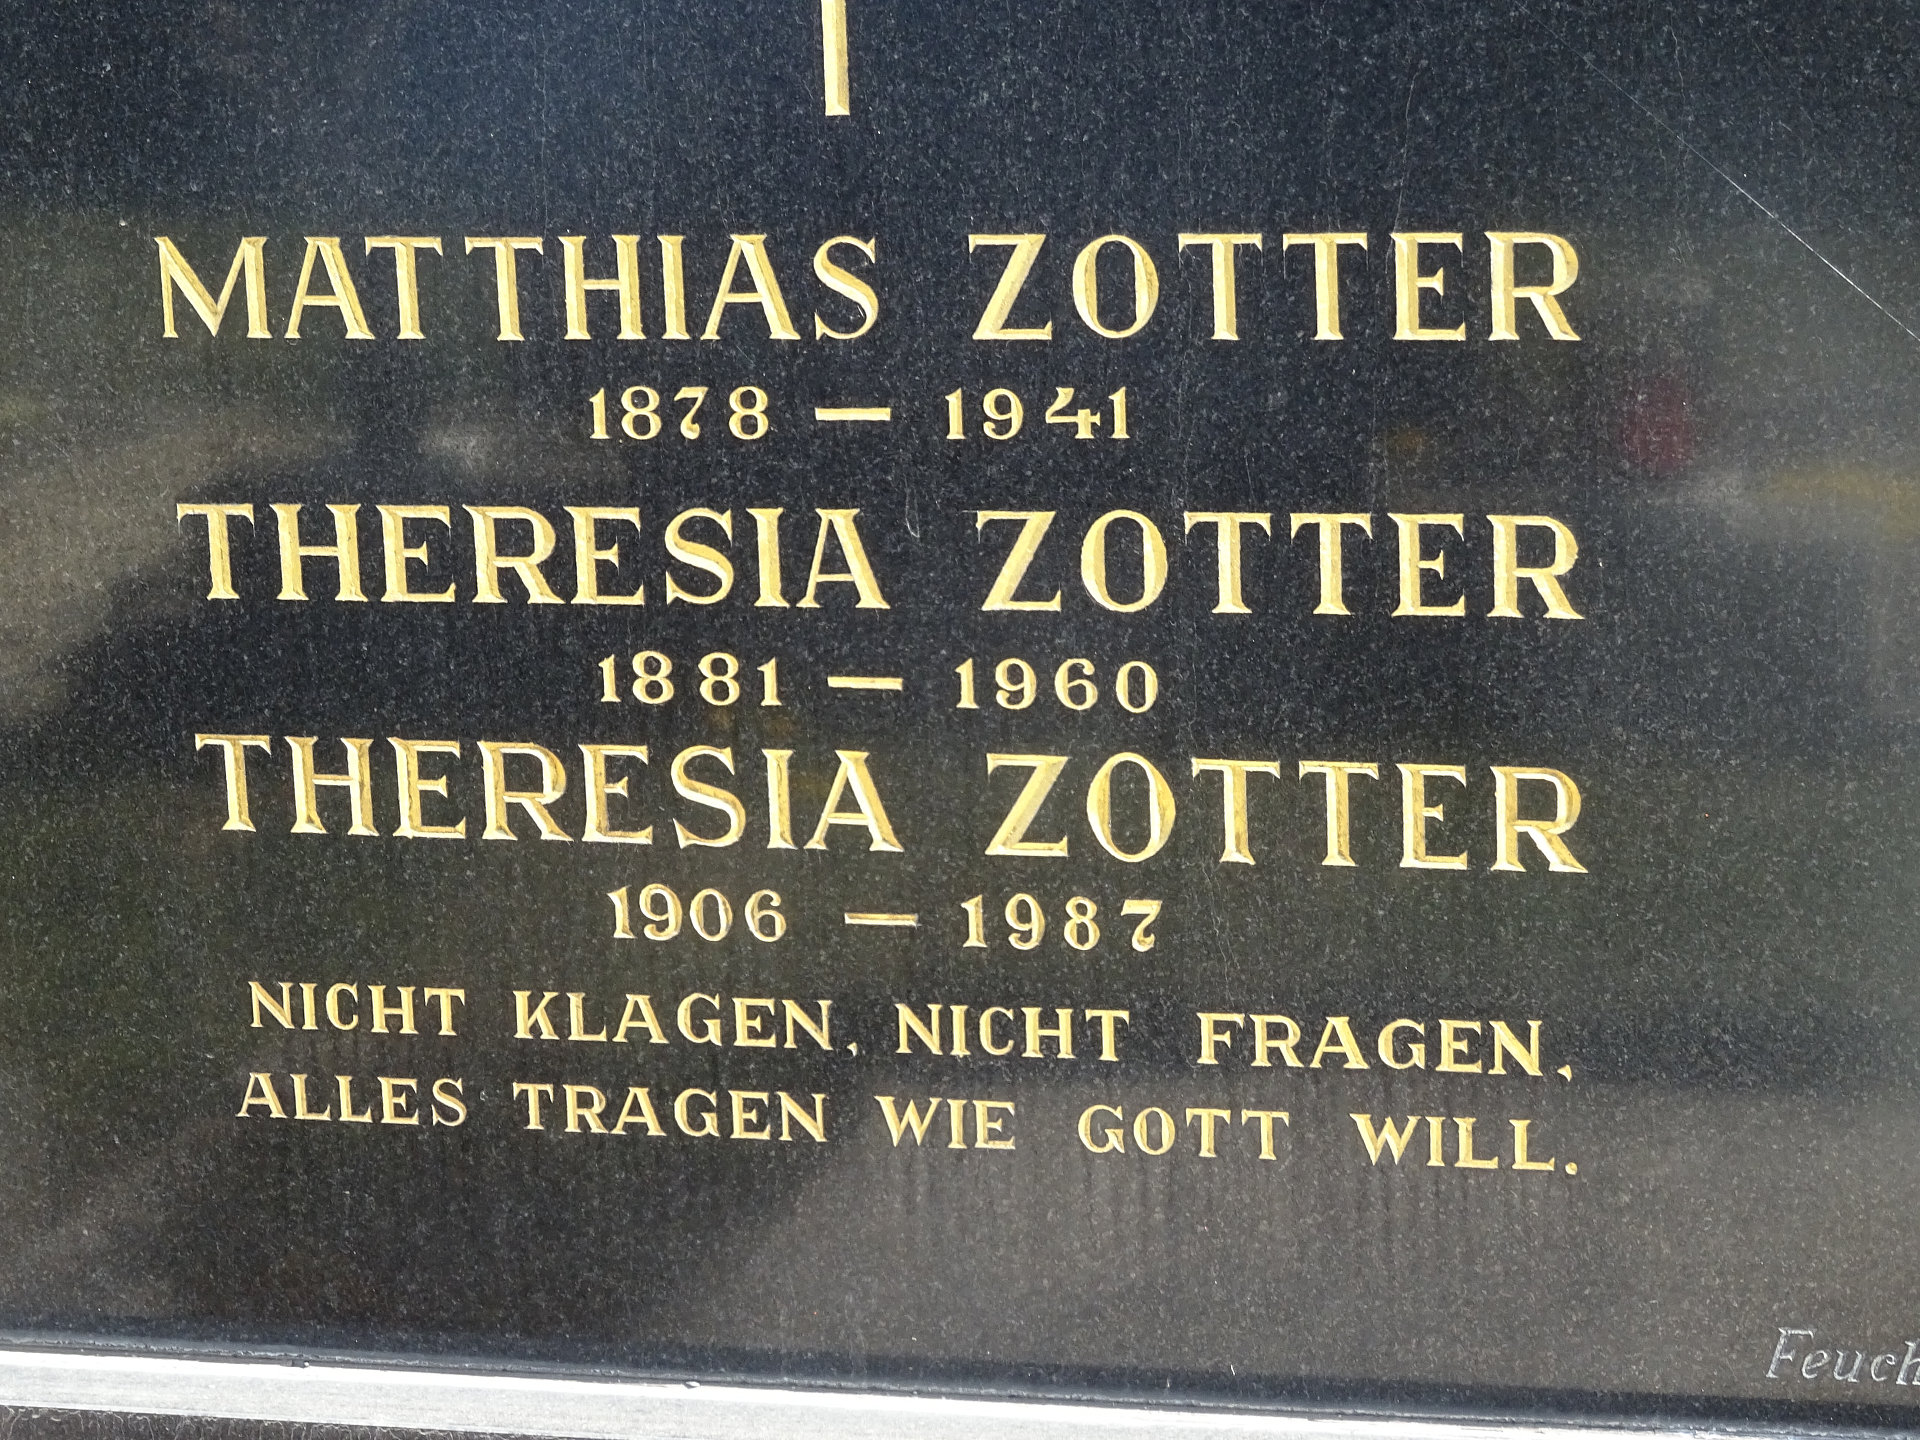 MATTHIAS ZOTTER
1878 — 1941
THERESIA ZOTTER
1881 — 1960
THERESIA ZOTTER
1906 — 1987
NICHT KLAGEN, NICHT FRAGEN,
ALLES TRAGEN WIE GOTT WILL.